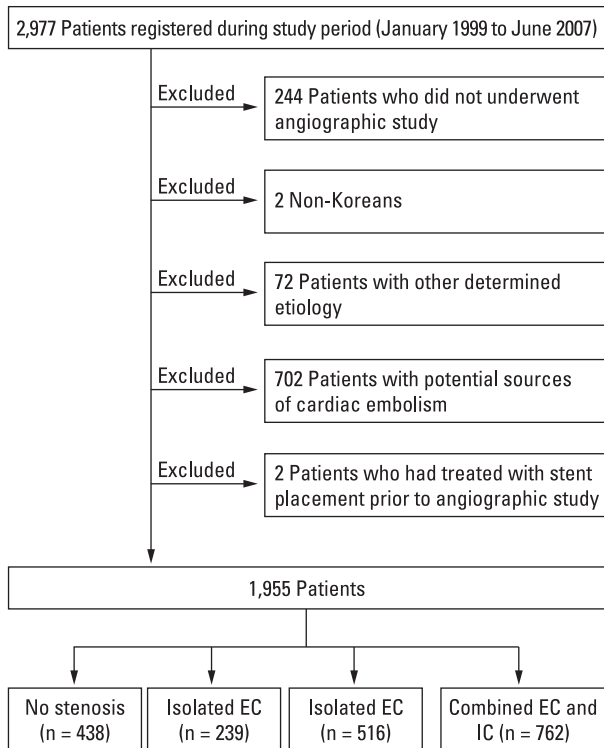 2,977 Patients registered during study period (January 1999 to June 2007)
Excluded
244 Patients who did not underwent
angiographic study
Excluded
2 Non-Koreans
Excluded
72 Patients with other determined
etiology
Excluded
702 Patients with potential sources
of cardiac embolism
Excluded
2 Patients who had treated with stent
placement prior to angiographic study
1,955 Patients
No stenosis
(n = 438)
Isolated EC
(n = 239)
Isolated EC
(n = 516)
Combined EC and
IC (n = 762)